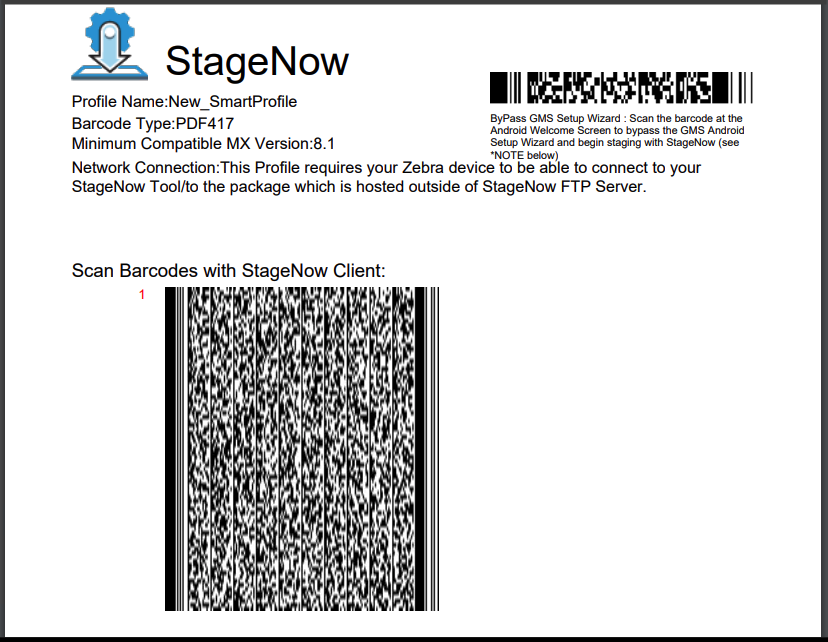 StageNow
Profile Name:New_SmartProfile
Barcode Type:PDF417
Minimum Compatible MX Version:8.1
ByPass GMS Setup Wizard : Scan the barcode at the
Android Welcome Screen to bypass the GMS Android
Setup Wizard and begin staging with StageNow (see
*NOTE below)
Network Connection:This Profile requires your Zebra device to be able to connect to your
StageNow Tool/to the package which is hosted outside of StageNow FTP Server.
Scan Barcodes with StageNow Client:
1